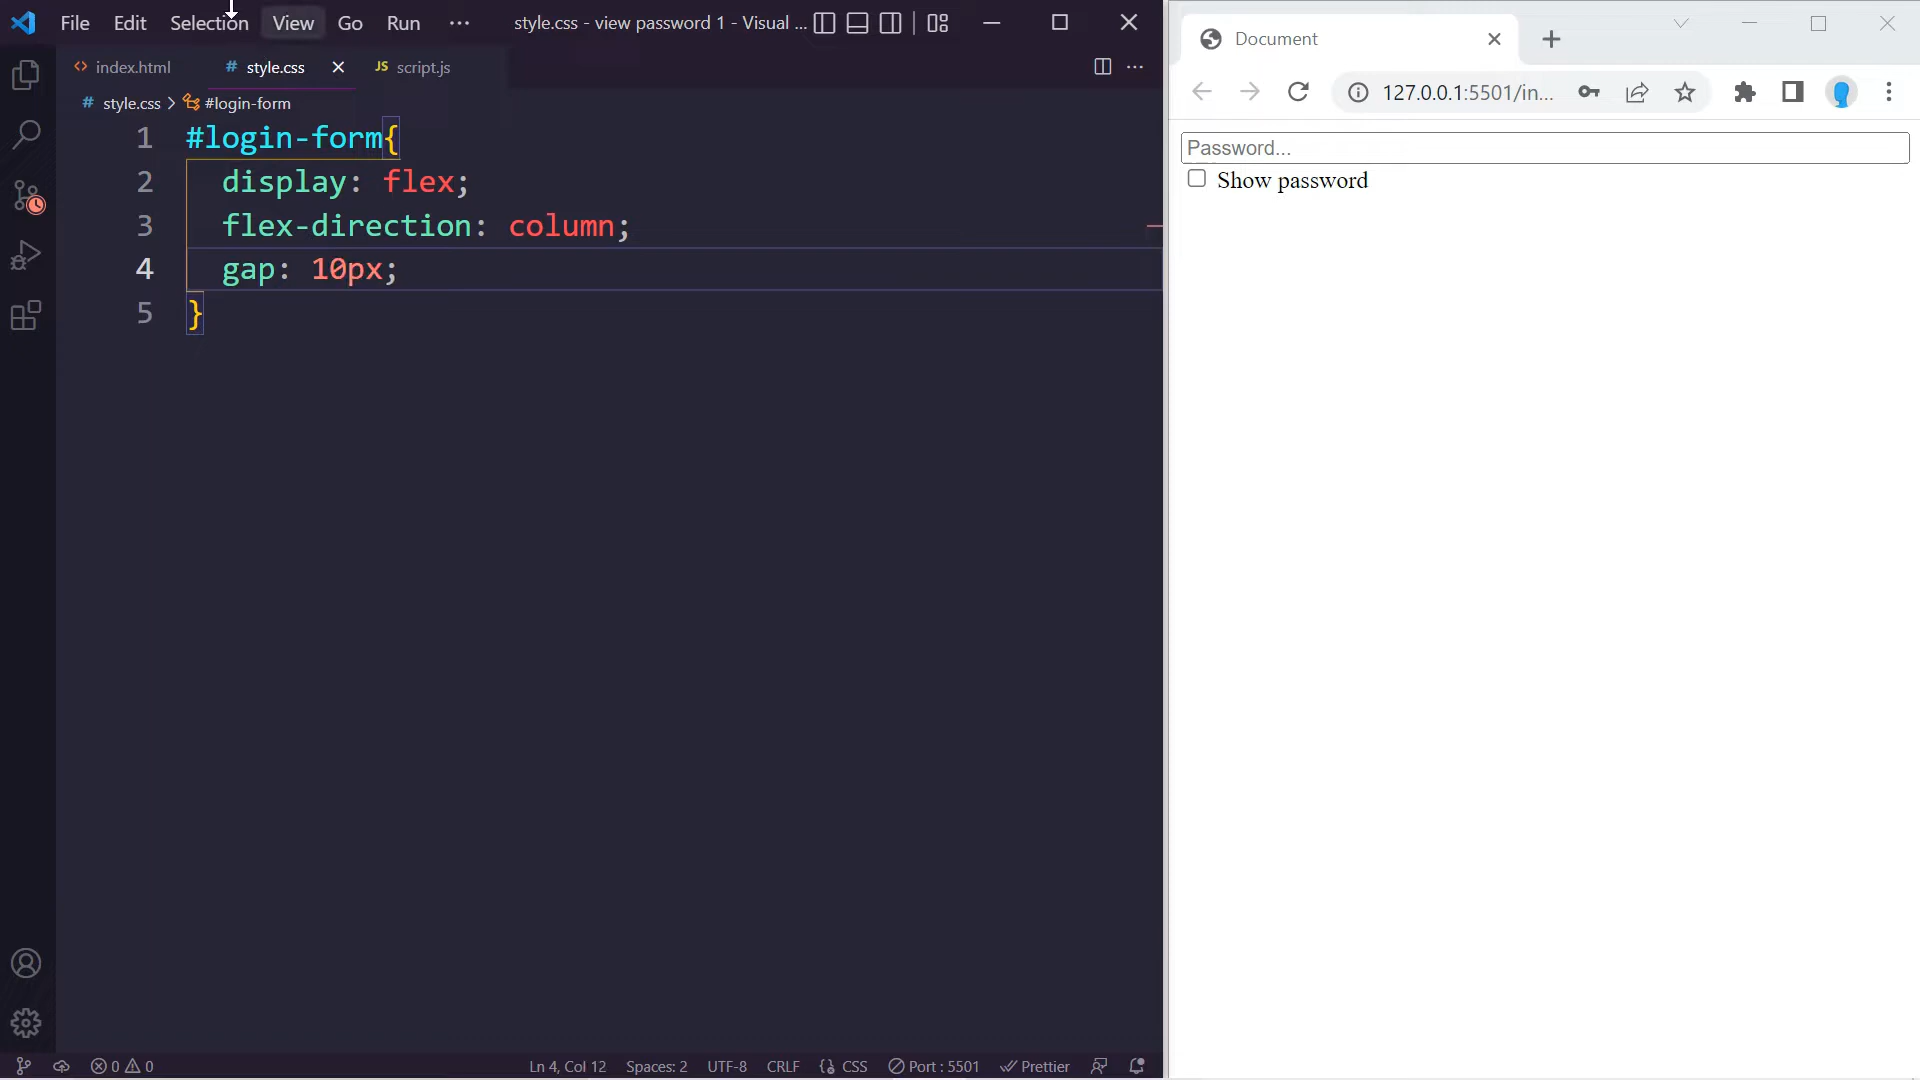 File Edit Selection View Go Run ··· style.css - view password 1 - Visual ...
index.html # style.css JS script.js ···
# style.css > #login-form
1 #login-form{
2 display: flex;
3 flex-direction: column;
4 gap: 10px;
5 }
0 0 Ln 4, Col 12 Spaces: 2 UTF-8 CRLF {} CSS Port : 5501 Prettier
Document
127.0.0.1:5501/in...
Password...
Show password